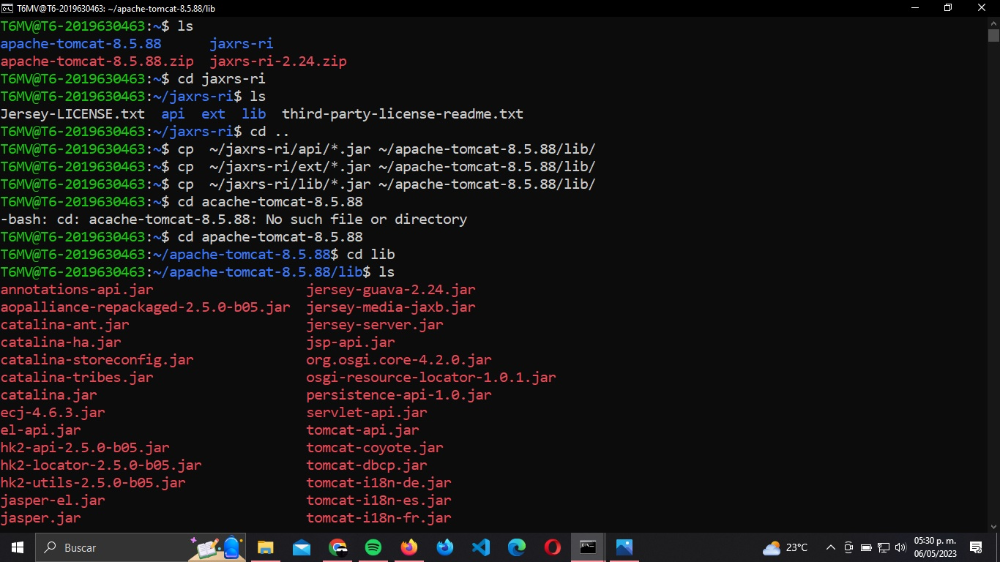 T6MV@T6-2019630463: ~/apache-tomcat-8.5.88/lib
T6MV@T6-2019630463:~$ ls
apache-tomcat-8.5.88      jaxrs-ri
apache-tomcat-8.5.88.zip  jaxrs-ri-2.24.zip
T6MV@T6-2019630463:~$ cd jaxrs-ri
T6MV@T6-2019630463:~/jaxrs-ri$ ls
Jersey-LICENSE.txt  api  ext  lib  third-party-license-readme.txt
T6MV@T6-2019630463:~/jaxrs-ri$ cd ..
T6MV@T6-2019630463:~$ cp  ~/jaxrs-ri/api/*.jar ~/apache-tomcat-8.5.88/lib/
T6MV@T6-2019630463:~$ cp  ~/jaxrs-ri/ext/*.jar ~/apache-tomcat-8.5.88/lib/
T6MV@T6-2019630463:~$ cp  ~/jaxrs-ri/lib/*.jar ~/apache-tomcat-8.5.88/lib/
T6MV@T6-2019630463:~$ cd acache-tomcat-8.5.88
-bash: cd: acache-tomcat-8.5.88: No such file or directory
T6MV@T6-2019630463:~$ cd apache-tomcat-8.5.88
T6MV@T6-2019630463:~/apache-tomcat-8.5.88$ cd lib
T6MV@T6-2019630463:~/apache-tomcat-8.5.88/lib$ ls
annotations-api.jar                   jersey-guava-2.24.jar
aopalliance-repackaged-2.5.0-b05.jar  jersey-media-jaxb.jar
catalina-ant.jar                      jersey-server.jar
catalina-ha.jar                       jsp-api.jar
catalina-storeconfig.jar              org.osgi.core-4.2.0.jar
catalina-tribes.jar                   osgi-resource-locator-1.0.1.jar
catalina.jar                          persistence-api-1.0.jar
ecj-4.6.3.jar                         servlet-api.jar
el-api.jar                            tomcat-api.jar
hk2-api-2.5.0-b05.jar                 tomcat-coyote.jar
hk2-locator-2.5.0-b05.jar             tomcat-dbcp.jar
hk2-utils-2.5.0-b05.jar               tomcat-i18n-de.jar
jasper-el.jar                         tomcat-i18n-es.jar
jasper.jar                            tomcat-i18n-fr.jar
Buscar
23°C
05:30 p. m.
06/05/2023